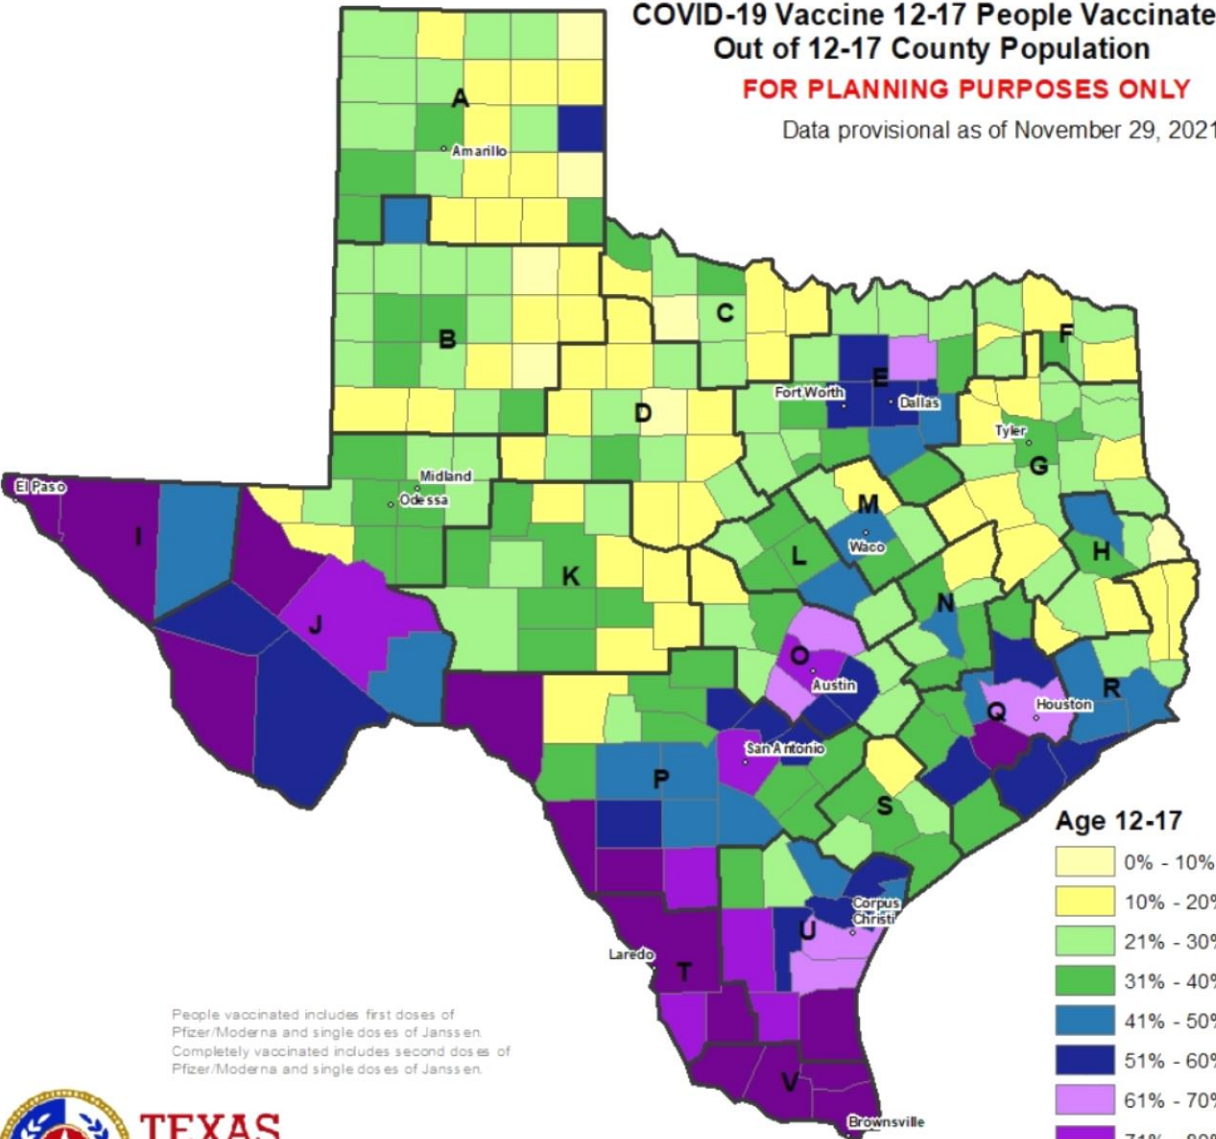 COVID-19 Vaccine 12-17 People Vaccinate
Out of 12-17 County Population
FOR PLANNING PURPOSES ONLY
Data provisional as of November 29, 2021
A
Amarillo
B
C
D
E
Fort Worth
Dallas
F
Tyler
G
Midland
Odessa
El Paso
I
J
K
L
M
Waco
H
N
O
Austin
Q
Houston
R
San Antonio
P
S
Corpus
Christi
U
Laredo
T
V
Brownsville
Age 12-17
0% - 10%
10% - 20%
21% - 30%
31% - 40%
41% - 50%
51% - 60%
61% - 70%
71% - 80%
People vaccinated includes first doses of
Pfizer/Moderna and single doses of Janssen.
Completely vaccinated includes second doses of
Pfizer/Moderna and single doses of Janssen.
TEXAS